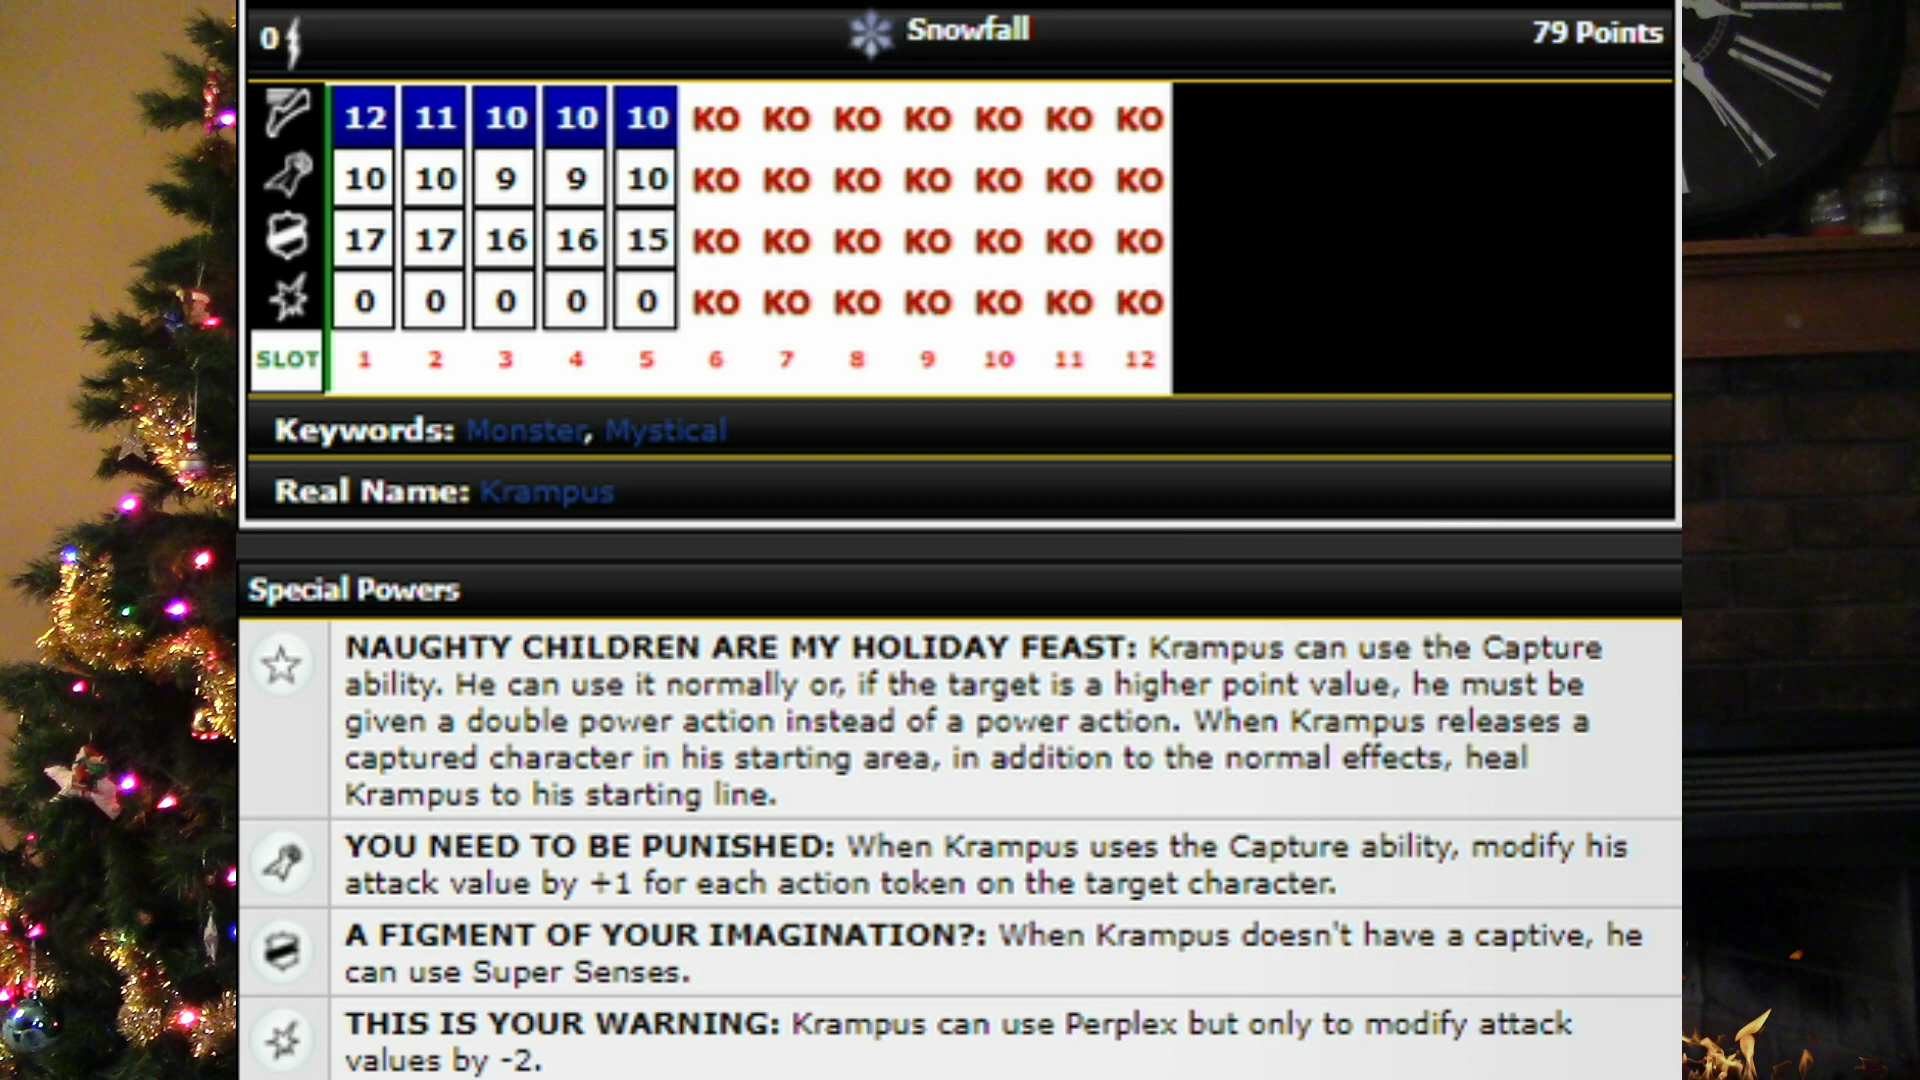 0 Snowfall 79 Points
12 11 10 10 10 KO KO KO KO KO KO KO
10 10 9 9 10 KO KO KO KO KO KO KO
17 17 16 16 15 KO KO KO KO KO KO KO
0 0 0 0 0 KO KO KO KO KO KO KO
SLOT 1 2 3 4 5 6 7 8 9 10 11 12
Keywords: Monster, Mystical
Real Name: Krampus
Special Powers
NAUGHTY CHILDREN ARE MY HOLIDAY FEAST: Krampus can use the Capture
ability. He can use it normally or, if the target is a higher point value, he must be
given a double power action instead of a power action. When Krampus releases a
captured character in his starting area, in addition to the normal effects, heal
Krampus to his starting line.
YOU NEED TO BE PUNISHED: When Krampus uses the Capture ability, modify his
attack value by +1 for each action token on the target character.
A FIGMENT OF YOUR IMAGINATION?: When Krampus doesn't have a captive, he
can use Super Senses.
THIS IS YOUR WARNING: Krampus can use Perplex but only to modify attack
values by -2.